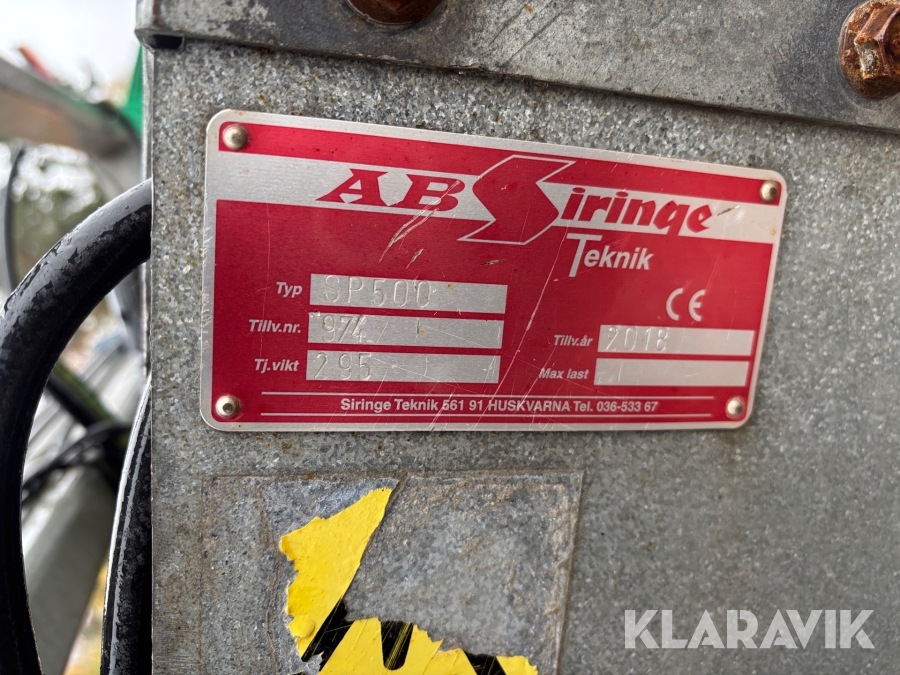 AB Siringe
Teknik
Typ SP500
Tillv.nr. 974 Tillv.år 2018
Tj.vikt 295 Max last
Siringe Teknik 561 91 HUSKVARNA Tel. 036-533 67
KLARAVIK